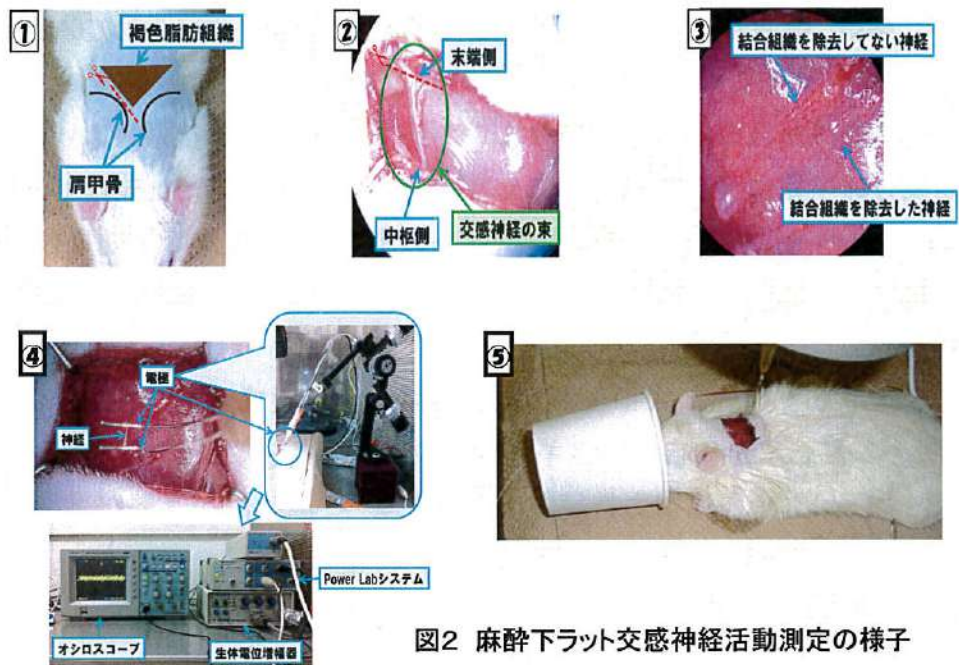 ①
褐色脂肪組織
肩甲骨
②
末端側
中枢側
交感神経の束
③
結合組織を除去してない神経
結合組織を除去した神経
④
電極
神経
Power Labシステム
オシロスコープ
生体電位増幅器
⑤
図2 麻酔下ラット交感神経活動測定の様子